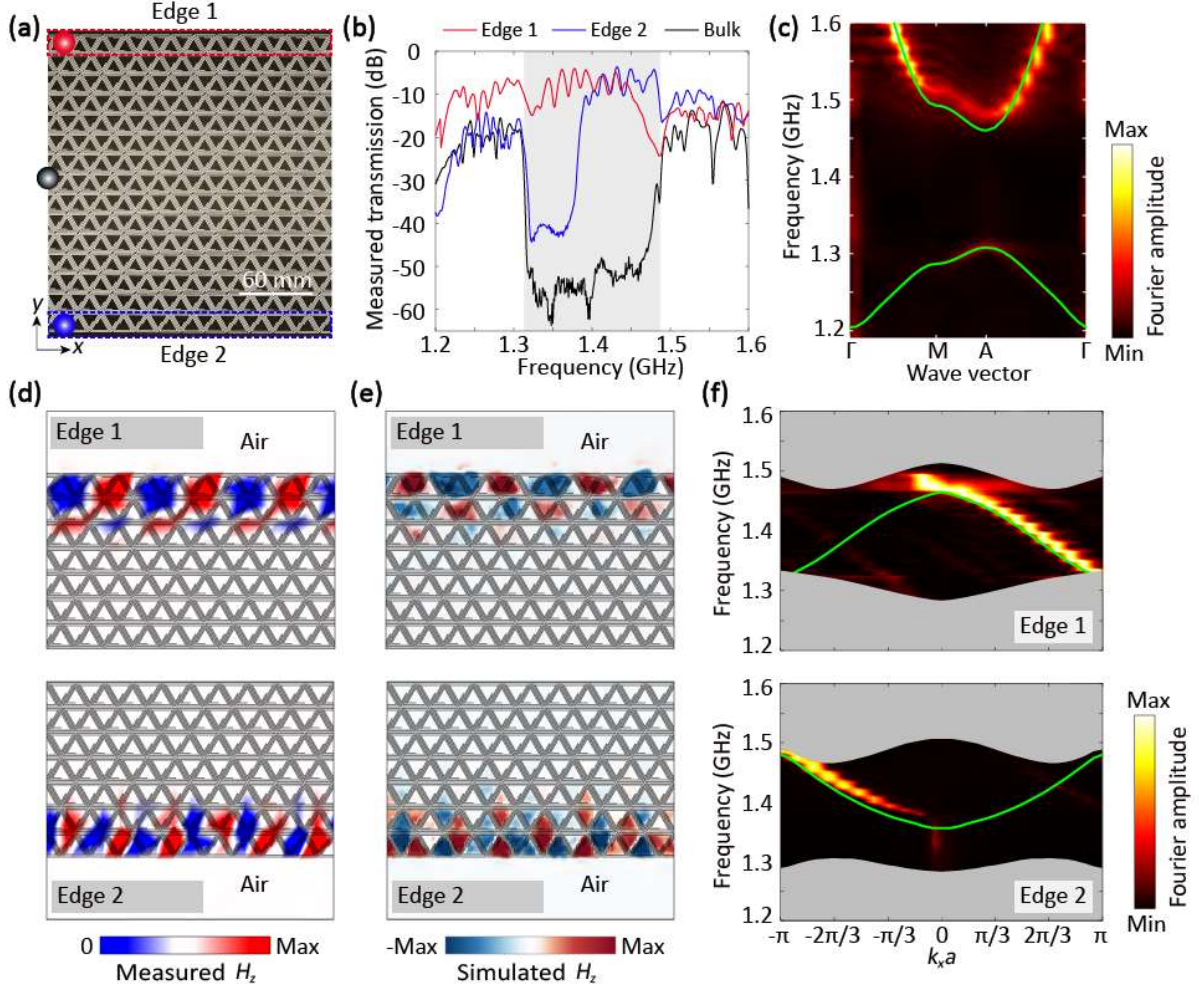 (a)
Edge 1
60 mm
y
x
Edge 2
(b)
Edge 1 Edge 2 Bulk
Measured transmission (dB)
0
-10
-20
-30
-40
-50
-60
1.2 1.3 1.4 1.5 1.6
Frequency (GHz)
(c)
Frequency (GHz)
1.6
1.5
1.4
1.3
1.2
Γ M A Γ
Wave vector
Max
Fourier amplitude
Min
(d)
Edge 1 Air
Edge 2 Air
0 Max
Measured Hz
(e)
Edge 1 Air
Edge 2 Air
-Max Max
Simulated Hz
(f)
Frequency (GHz)
1.6
1.5
1.4
1.3
1.2
Edge 1
Frequency (GHz)
1.6
1.5
1.4
1.3
1.2
Edge 2
-π -2π/3 -π/3 0 π/3 2π/3 π
kxa
Max
Fourier amplitude
Min